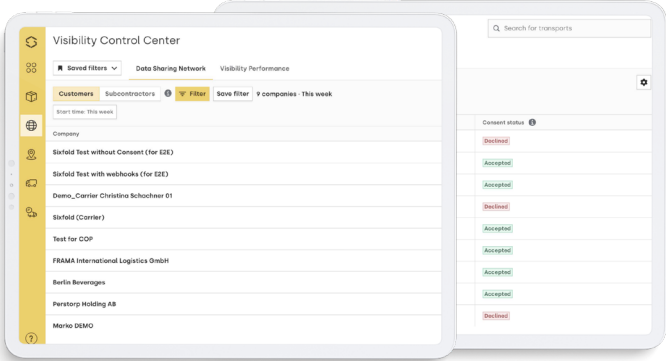 Visibility Control Center
Saved filters
Data Sharing Network
Visibility Performance
Customers
Subcontractors
Filter
Save filter
9 companies · This week
Start time: This week
Company
Sixfold Test without Consent (for E2E)
Sixfold Test with webhooks (for E2E)
Demo_Carrier Christina Schachner 01
Sixfold (Carrier)
Test for COP
FRAMA International Logistics GmbH
Berlin Beverages
Perstorp Holding AB
Marko DEMO
Search for transports
Consent status
Declined
Accepted
Accepted
Declined
Accepted
Accepted
Accepted
Accepted
Declined